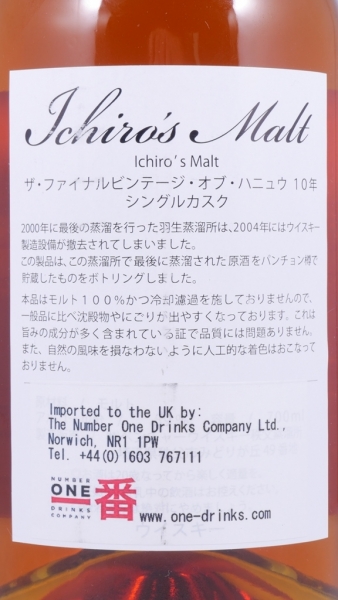 Ichiro's Malt
Ichiro's Malt
ザ・ファイナルビンテージ・オブ・ハニュウ 10年
シングルカスク
2000年に最後の蒸溜を行った羽生蒸溜所は、2004年にはウイスキー
製造設備が撤去されてしまいました。
この製品は、この蒸溜所で最後に蒸溜された原酒をパンチョン樽で
貯蔵したものをボトリングしました。
本品はモルト100%かつ冷却濾過を施しておりませんので、
一般品に比べ沈殿物やにごりが出やすくなっております。これは
旨みの成分が多く含まれている証で品質には問題ありません。
また、自然の風味を損なわないように人工的な着色はおこなって
おりません。
Imported to the UK by:
The Number One Drinks Company Ltd.,
Norwich, NR1 1PW
Tel. +44(0)1603 767111
NUMBER
ONE
DRINKS
COMPANY
一番
www.one-drinks.com
ウイスキー